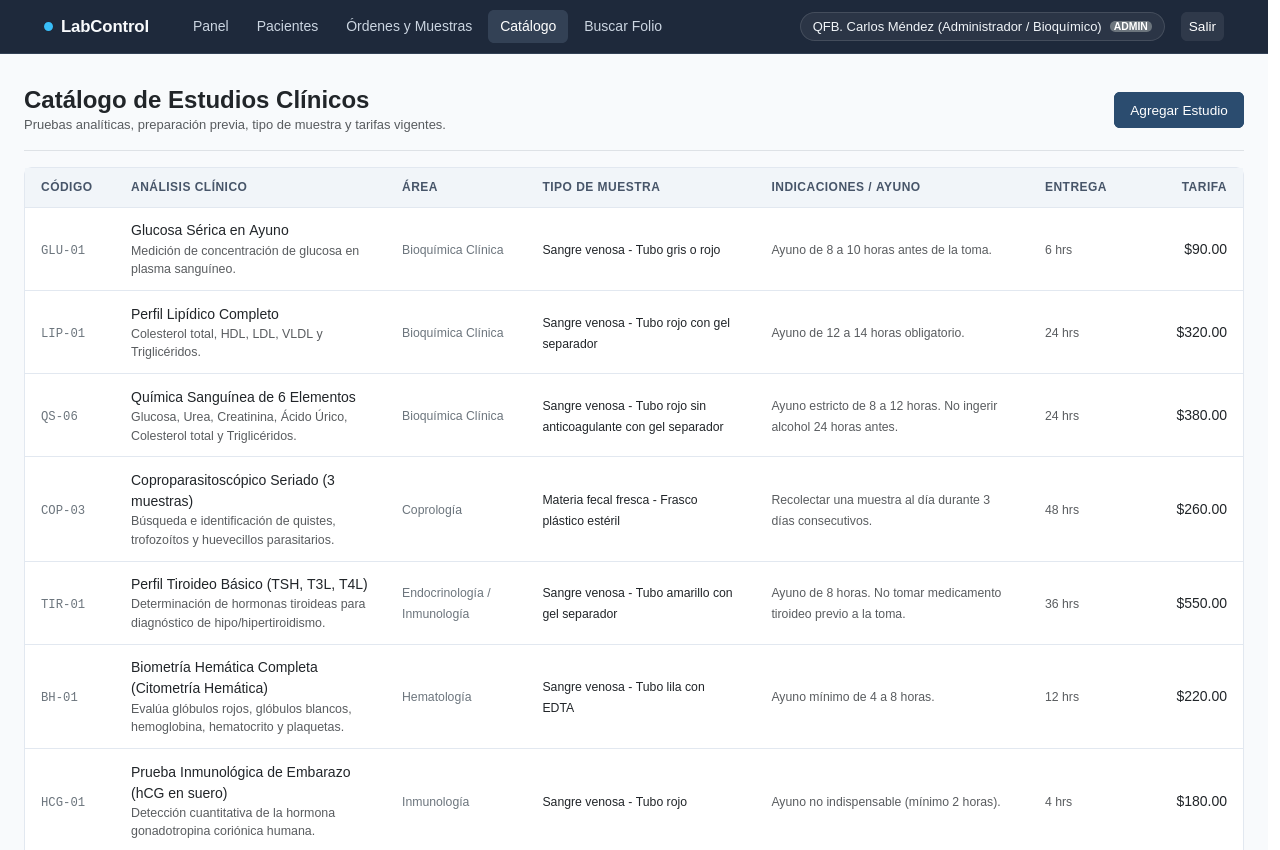 LabControl Panel Pacientes Órdenes y Muestras Catálogo Buscar Folio QFB. Carlos Méndez (Administrador / Bioquímico) ADMIN Salir
Catálogo de Estudios Clínicos
Agregar Estudio
Pruebas analíticas, preparación previa, tipo de muestra y tarifas vigentes.
CÓDIGO ANÁLISIS CLÍNICO ÁREA TIPO DE MUESTRA INDICACIONES / AYUNO ENTREGA TARIFA
GLU-01
Glucosa Sérica en Ayuno
Medición de concentración de glucosa en
plasma sanguíneo.
Bioquímica Clínica
Sangre venosa - Tubo gris o rojo
Ayuno de 8 a 10 horas antes de la toma.
6 hrs
$90.00
LIP-01
Perfil Lipídico Completo
Colesterol total, HDL, LDL, VLDL y
Triglicéridos.
Bioquímica Clínica
Sangre venosa - Tubo rojo con gel
separador
Ayuno de 12 a 14 horas obligatorio.
24 hrs
$320.00
QS-06
Química Sanguínea de 6 Elementos
Glucosa, Urea, Creatinina, Ácido Úrico,
Colesterol total y Triglicéridos.
Bioquímica Clínica
Sangre venosa - Tubo rojo sin
anticoagulante con gel separador
Ayuno estricto de 8 a 12 horas. No ingerir
alcohol 24 horas antes.
24 hrs
$380.00
COP-03
Coproparasitoscópico Seriado (3
muestras)
Búsqueda e identificación de quistes,
trofozoítos y huevecillos parasitarios.
Coprología
Materia fecal fresca - Frasco
plástico estéril
Recolectar una muestra al día durante 3
días consecutivos.
48 hrs
$260.00
TIR-01
Perfil Tiroideo Básico (TSH, T3L, T4L)
Determinación de hormonas tiroideas para
diagnóstico de hipo/hipertiroidismo.
Endocrinología /
Inmunología
Sangre venosa - Tubo amarillo con
gel separador
Ayuno de 8 horas. No tomar medicamento
tiroideo previo a la toma.
36 hrs
$550.00
BH-01
Biometría Hemática Completa
(Citometría Hemática)
Evalúa glóbulos rojos, glóbulos blancos,
hemoglobina, hematocrito y plaquetas.
Hematología
Sangre venosa - Tubo lila con
EDTA
Ayuno mínimo de 4 a 8 horas.
12 hrs
$220.00
HCG-01
Prueba Inmunológica de Embarazo
(hCG en suero)
Detección cuantitativa de la hormona
gonadotropina coriónica humana.
Inmunología
Sangre venosa - Tubo rojo
Ayuno no indispensable (mínimo 2 horas).
4 hrs
$180.00